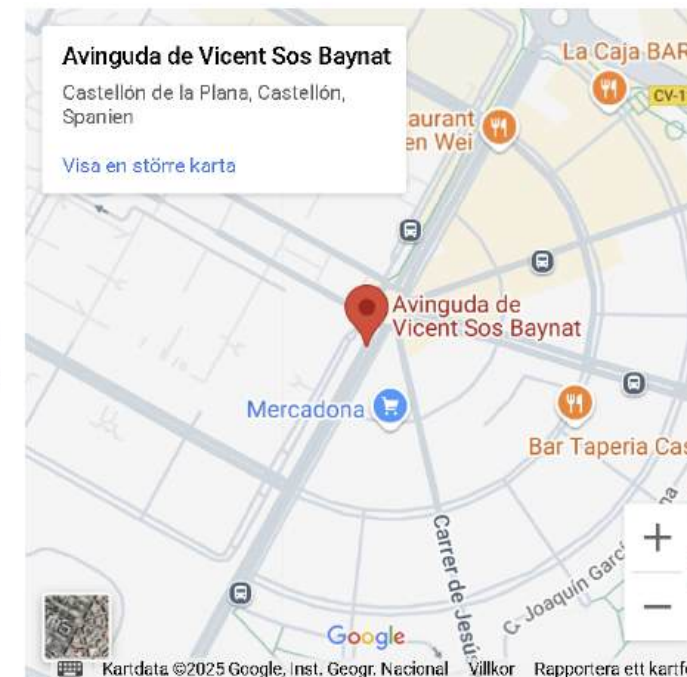 Avinguda de Vicent Sos Baynat
Castellón de la Plana, Castellón,
Spanien
Visa en större karta
La Caja BAR
CV-1
aurant
en Wei
Avinguda de
Vicent Sos Baynat
Mercadona
Bar Taperia Cas
Carrer de Jesús
C. Joaquín Garc
na
+
−
Google
Kartdata ©2025 Google, Inst. Geogr. Nacional Villkor Rapportera ett kartfe